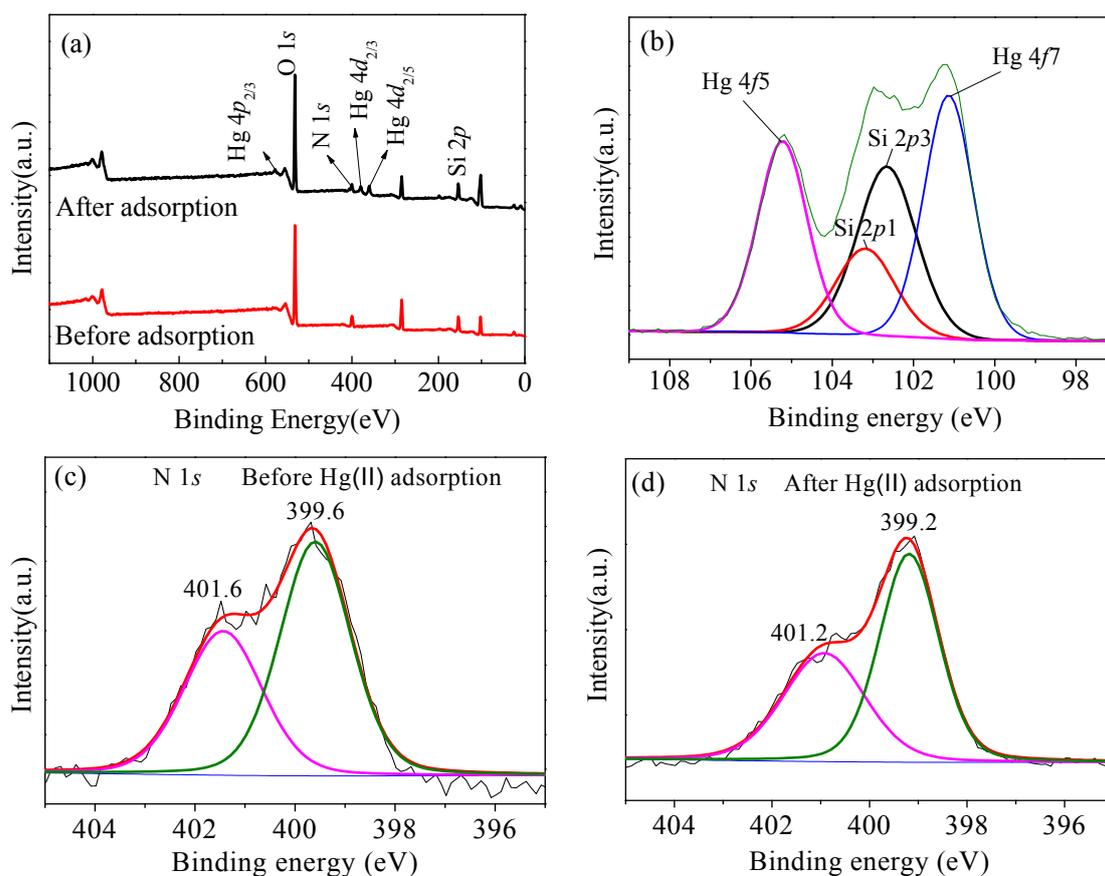 (a)
Hg 4p2/3
O 1s
N 1s
Hg 4d2/3
Hg 4d2/5
Si 2p
After adsorption
Before adsorption
Intensity(a.u.)
1000 800 600 400 200 0
Binding Energy(eV)
(b)
Hg 4f5
Hg 4f7
Si 2p3
Si 2p1
Intensity(a.u.)
108 106 104 102 100 98
Binding energy (eV)
(c) N 1s Before Hg(II) adsorption
399.6
401.6
Intensity(a.u.)
404 402 400 398 396
Binding energy (eV)
(d) N 1s After Hg(II) adsorption
399.2
401.2
Intensity(a.u.)
404 402 400 398 396
Binding energy (eV)